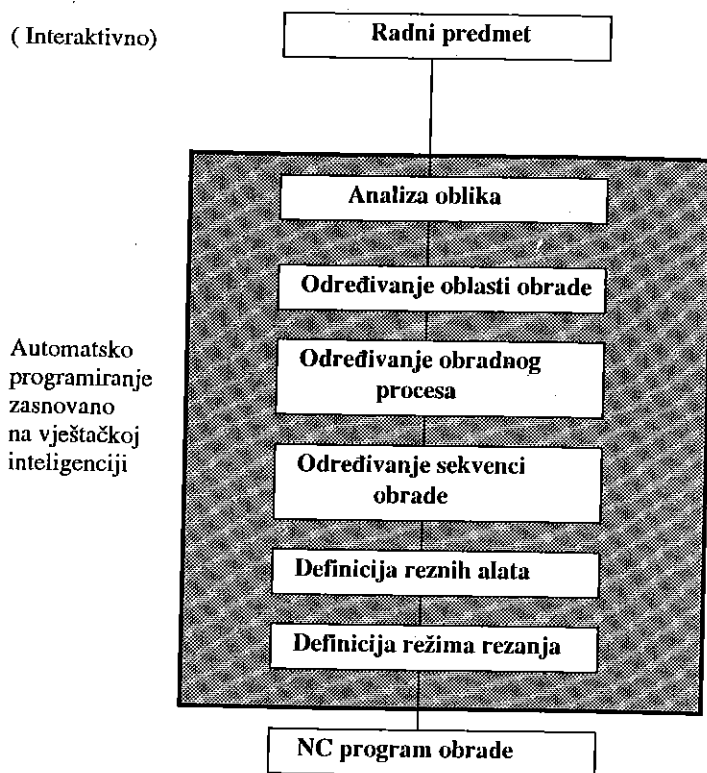 ( Interaktivno)
Radni predmet
Analiza oblika
Određivanje oblasti obrade
Automatsko
programiranje
zasnovano
na vještačkoj
inteligenciji
Određivanje obradnog
procesa
Određivanje sekvenci
obrade
Definicija reznih alata
Definicija režima rezanja
NC program obrade